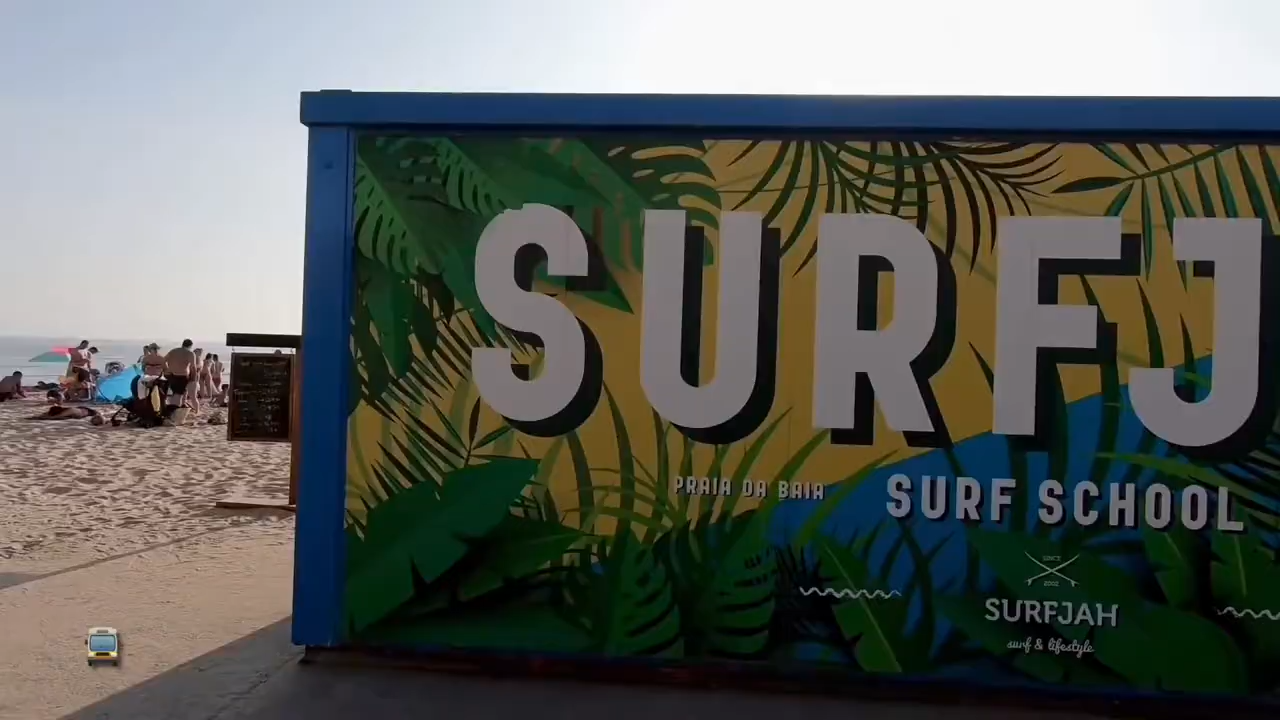 SURFJ
PRAIA DA BAIA
SURF SCHOOL
SINCE
2002
SURFJAH
surf & lifestyle